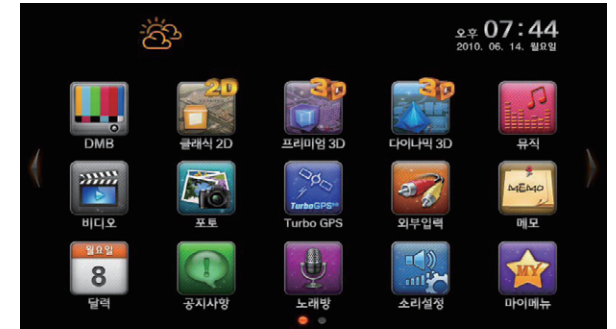 오후 07:44
2010. 06. 14. 월요일
2D
3D
3D
DMB
클래식 2D
프리미엄 3D
다이나믹 3D
뮤직
TurboGPS
MEMO
비디오
포토
Turbo GPS
외부입력
메모
월요일
8
MY
달력
공지사항
노래방
소리설정
마이메뉴